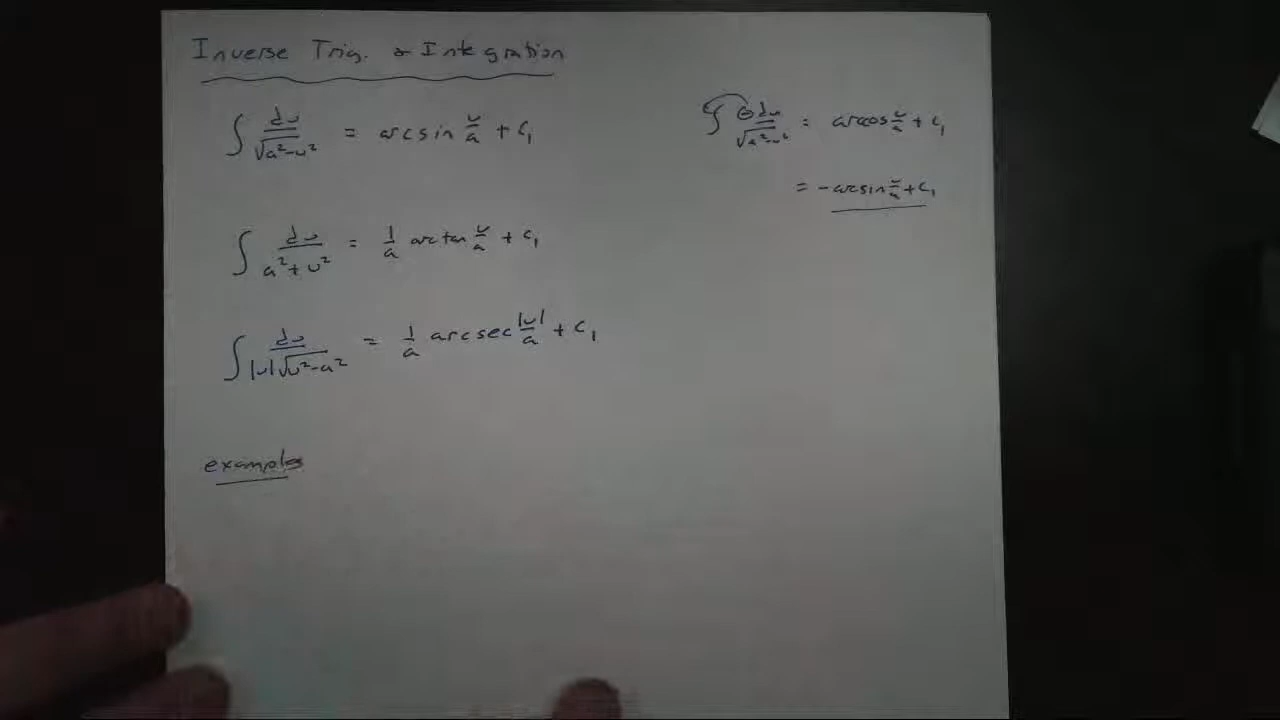 Inverse Trig. & Integration
∫ du/√(a²-u²) = arcsin u/a + C₁
∫ du/(a²+u²) = 1/a arctan u/a + C₁
∫ du/(|u|√(u²-a²)) = 1/a arcsec |u|/a + C₁
examples
∫ -du/√(a²-u²) = arccos u/a + C₁
= -arcsin u/a + C₁